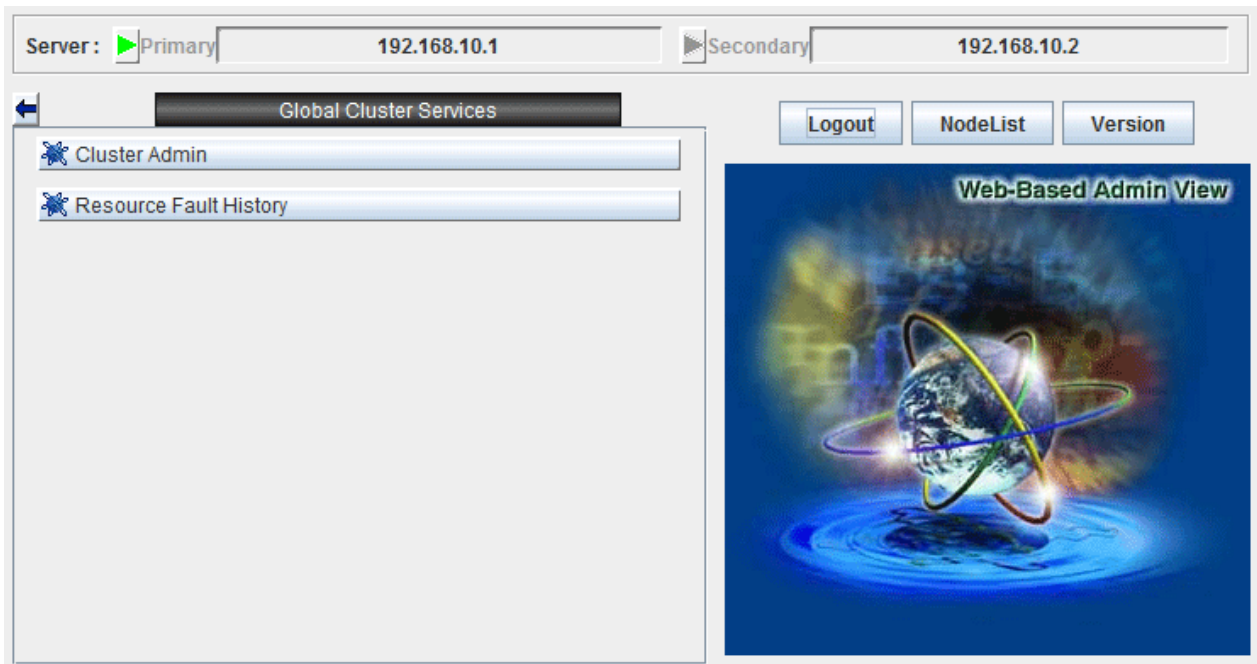 Server : Primary 192.168.10.1 Secondary 192.168.10.2
Global Cluster Services
Logout NodeList Version
Cluster Admin
Resource Fault History
Web-Based Admin View